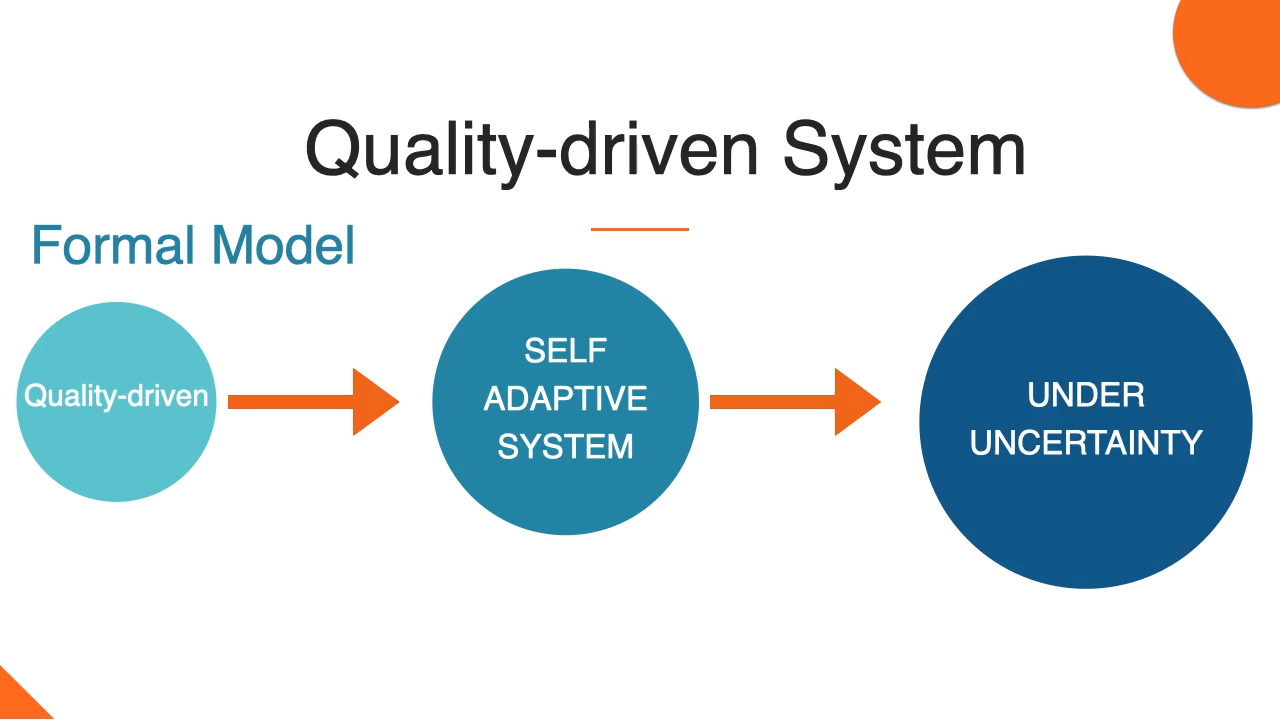 Quality-driven System
Formal Model
Quality-driven
SELF
ADAPTIVE
SYSTEM
UNDER
UNCERTAINTY